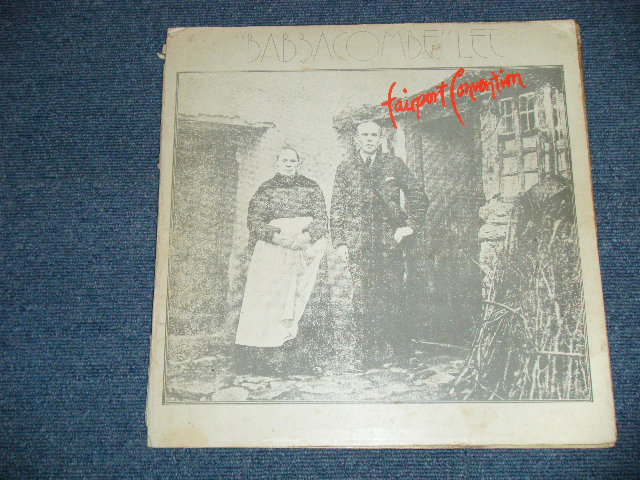 "BABBACOMBE" LEE
Fairport Convention